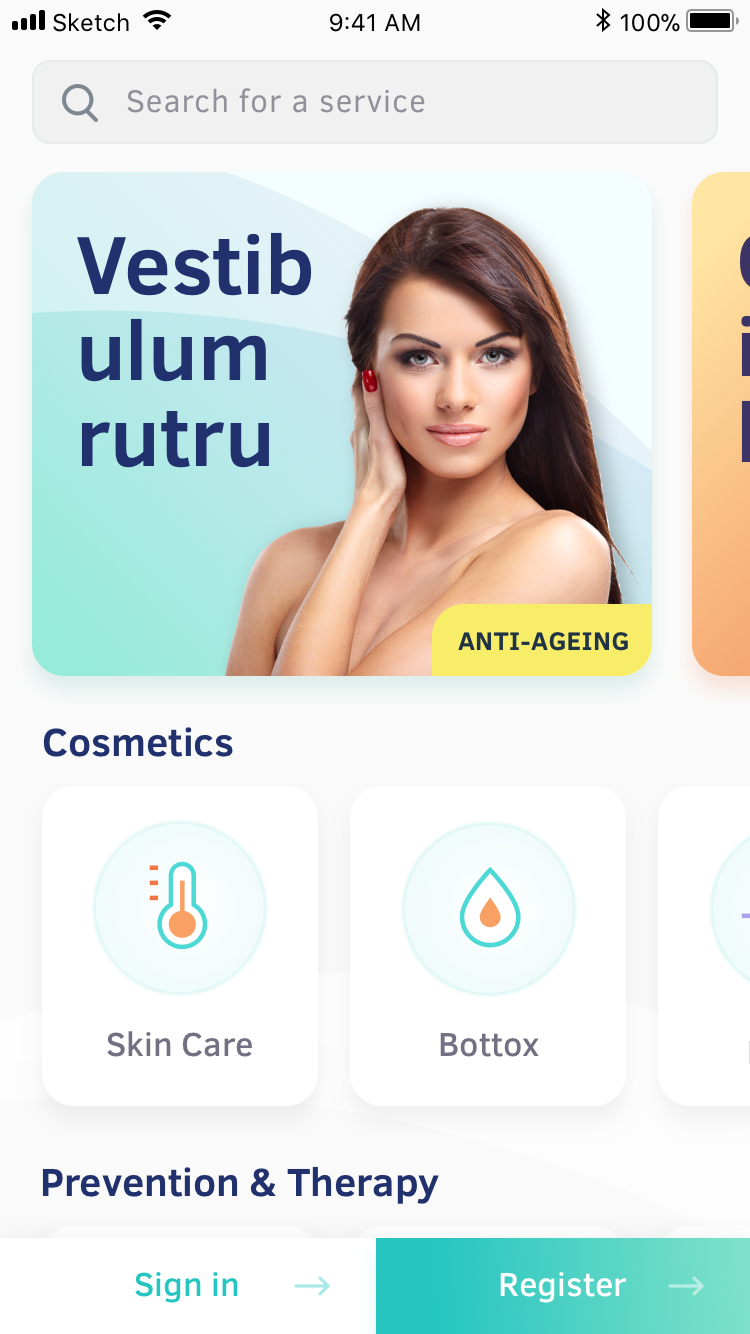 Sketch 9:41 AM 100%
Search for a service
Vestib
ulum
rutru
ANTI-AGEING
Cosmetics
Skin Care
Bottox
Prevention & Therapy
Sign in
Register